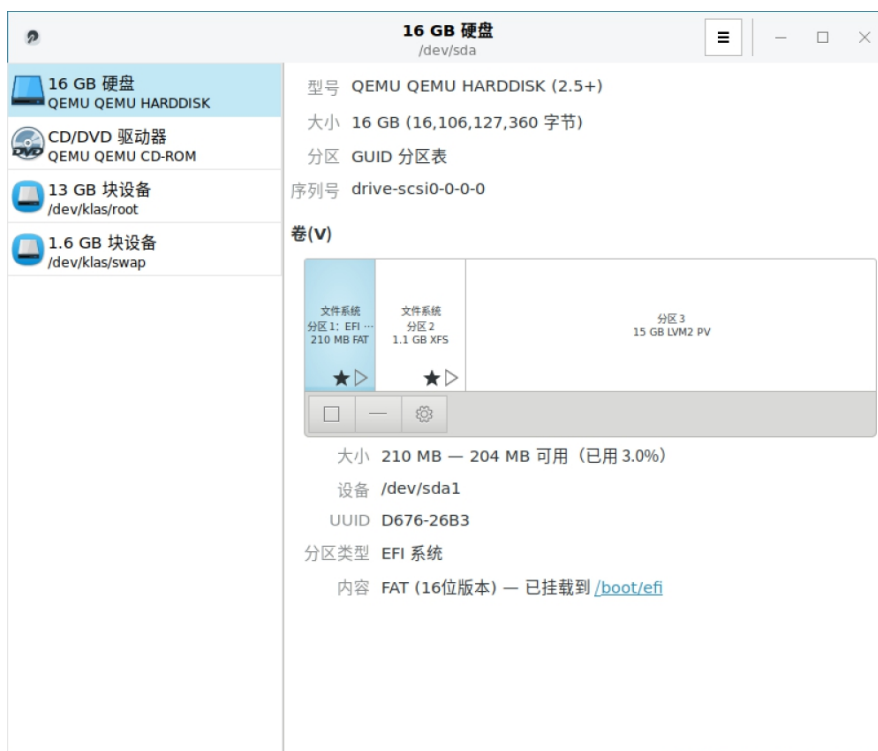 16 GB 硬盘
/dev/sda
16 GB 硬盘
QEMU QEMU HARDDISK
CD/DVD 驱动器
QEMU QEMU CD-ROM
13 GB 块设备
/dev/klas/root
1.6 GB 块设备
/dev/klas/swap
型号 QEMU QEMU HARDDISK (2.5+)
大小 16 GB (16,106,127,360 字节)
分区 GUID 分区表
序列号 drive-scsi0-0-0-0
卷(V)
文件系统
分区 1: EFI ...
210 MB FAT
文件系统
分区 2
1.1 GB XFS
分区 3
15 GB LVM2 PV
大小 210 MB — 204 MB 可用（已用 3.0%）
设备 /dev/sda1
UUID D676-26B3
分区类型 EFI 系统
内容 FAT (16位版本) — 已挂载到 /boot/efi